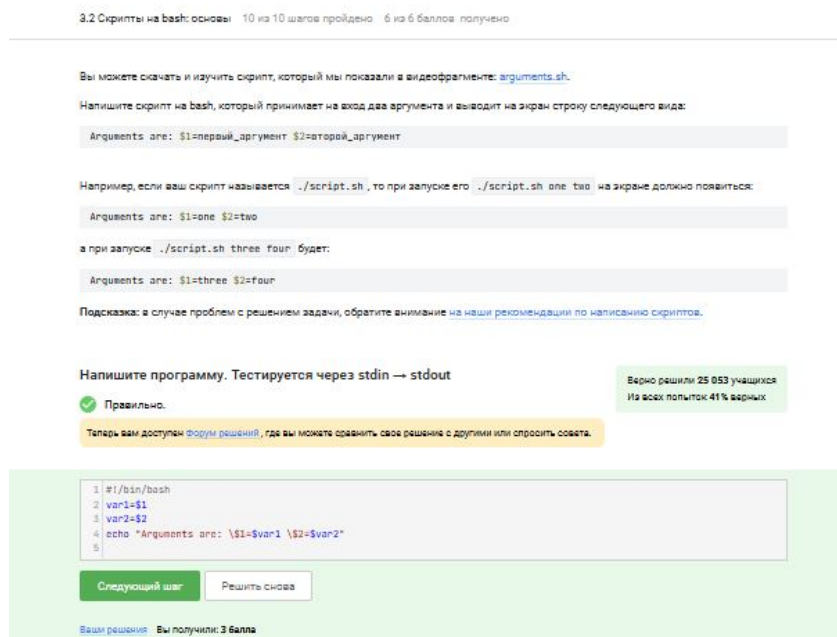 3.2 Скрипты на bash: основы 10 из 10 шагов пройдено 6 из 6 баллов получено
Вы можете скачать и изучить скрипт, который мы показали в видеофрагменте: arguments.sh.
Напишите скрипт на bash, который принимает на вход два аргумента и выводит на экран строку следующего вида:
Arguments are: $1=первый_аргумент $2=второй_аргумент
Например, если ваш скрипт называется ./script.sh , то при запуске его ./script.sh one two на экране должно появиться:
Arguments are: $1=one $2=two
а при запуске ./script.sh three four будет:
Arguments are: $1=three $2=four
Подсказка: в случае проблем с решением задачи, обратите внимание на наши рекомендации по написанию скриптов.
Напишите программу. Тестируется через stdin → stdout
Верно решили 25 053 учащихся
Из всех попыток 41% верных
Правильно.
Теперь вам доступен Форум решений, где вы можете сравнить свое решение с другими или спросить совета.
1 #!/bin/bash
2 var1=$1
3 var2=$2
4 echo "Arguments are: \$1=$var1 \$2=$var2"
5
Следующий шаг Решить снова
Ваши решения Вы получили: 3 балла